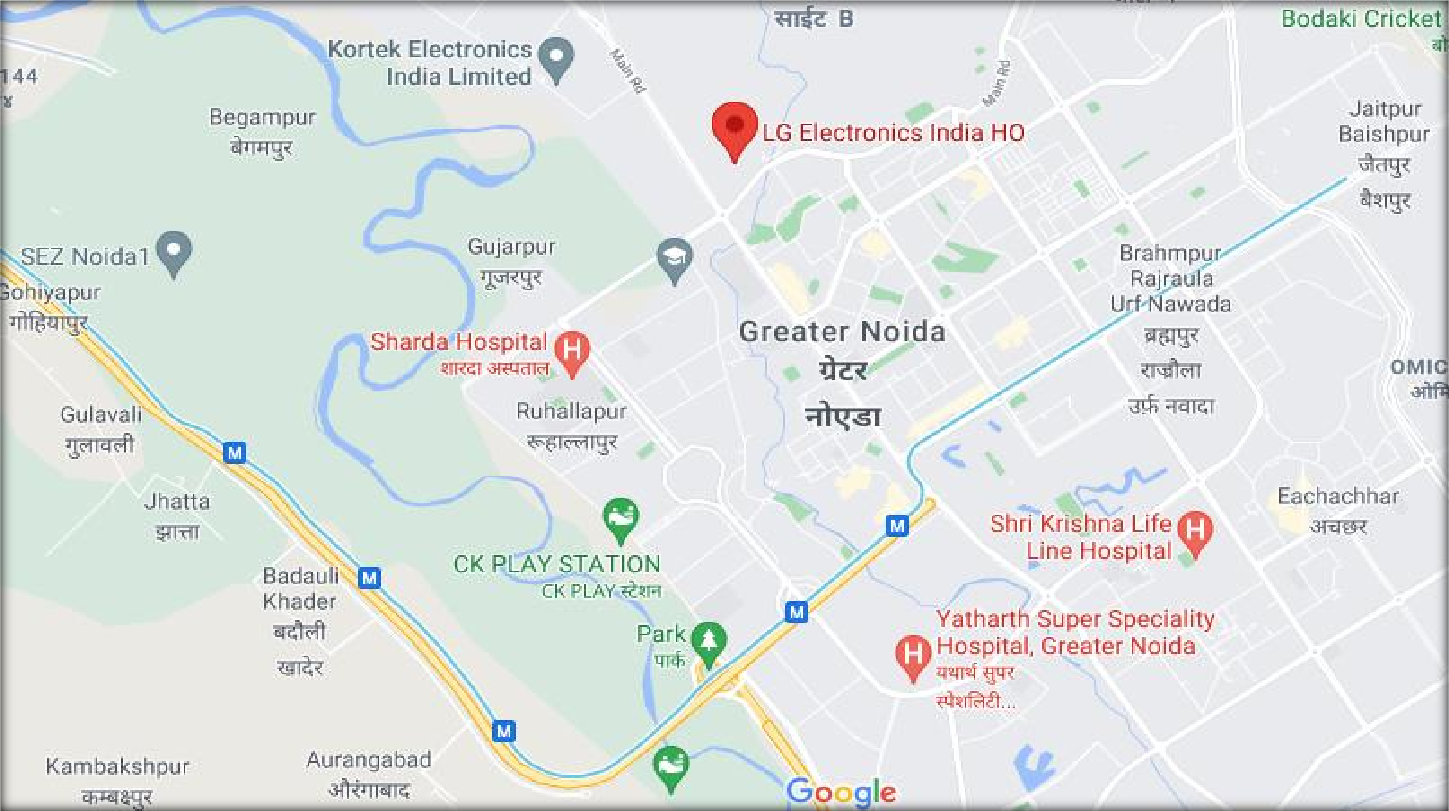 साईट B
Bodaki Cricket
बो
Kortek Electronics
India Limited
Main Rd
Main Rd
144
Begampur
बेगमपुर
LG Electronics India HO
Jaitpur
Baishpur
जैतपुर
बैशपुर
SEZ Noida1
Gujarpur
गूजरपुर
Gohiyapur
गोहियापुर
Brahmpur
Rajraula
Urf Nawada
ब्रह्मपुर
राज्रौला
उर्फ़ नवादा
Sharda Hospital
शारदा अस्पताल
H
Greater Noida
ग्रेटर
नोएडा
OMIC
ओमि
Gulavali
गुलावली
Ruhallapur
रूहाल्लापुर
M
Jhatta
झात्ता
Eachachhar
अचछर
Shri Krishna Life
Line Hospital
H
M
CK PLAY STATION
CK PLAY स्टेशन
Badauli
Khader
बदौली
खादेर
M
M
Park
पार्क
Yatharth Super Speciality
Hospital, Greater Noida
यथार्थ सुपर
स्पेशलिटी...
H
M
Kambakshpur
कम्बक्षपुर
Aurangabad
औरंगाबाद
Google